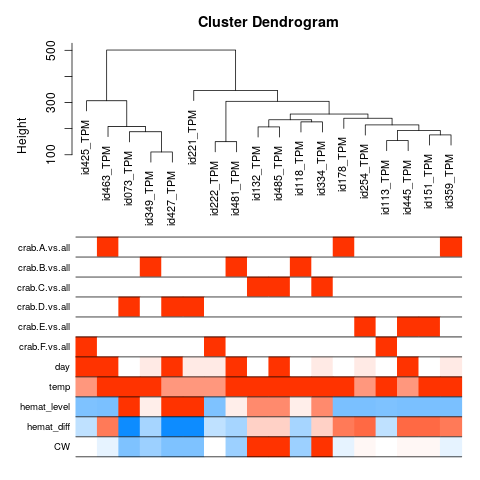 Cluster Dendrogram
Height
100
300
500
id425_TPM
id463_TPM
id073_TPM
id349_TPM
id427_TPM
id221_TPM
id222_TPM
id481_TPM
id132_TPM
id485_TPM
id118_TPM
id334_TPM
id178_TPM
id254_TPM
id113_TPM
id445_TPM
id151_TPM
id359_TPM
crab.A.vs.all
crab.B.vs.all
crab.C.vs.all
crab.D.vs.all
crab.E.vs.all
crab.F.vs.all
day
temp
hemat_level
hemat_diff
CW